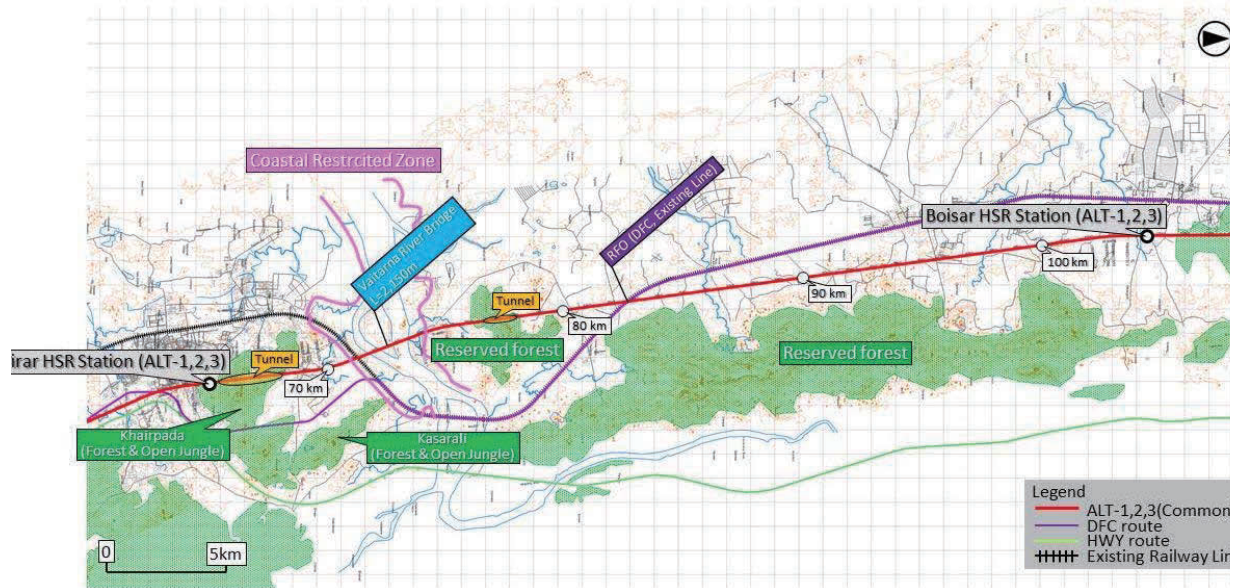 Coastal Restrcited Zone
Vaitarna River Bridge
L=2,150m
RFO (DFC, Existing Line)
Boisar HSR Station (ALT-1,2,3)
100 km
90 km
Tunnel
80 km
Reserved forest
Reserved forest
irar HSR Station (ALT-1,2,3)
Tunnel
70 km
Khairpada
(Forest & Open Jungle)
Kasarali
(Forest & Open Jungle)
0
5km
Legend
ALT-1,2,3(Common
DFC route
HWY route
Existing Railway Lin